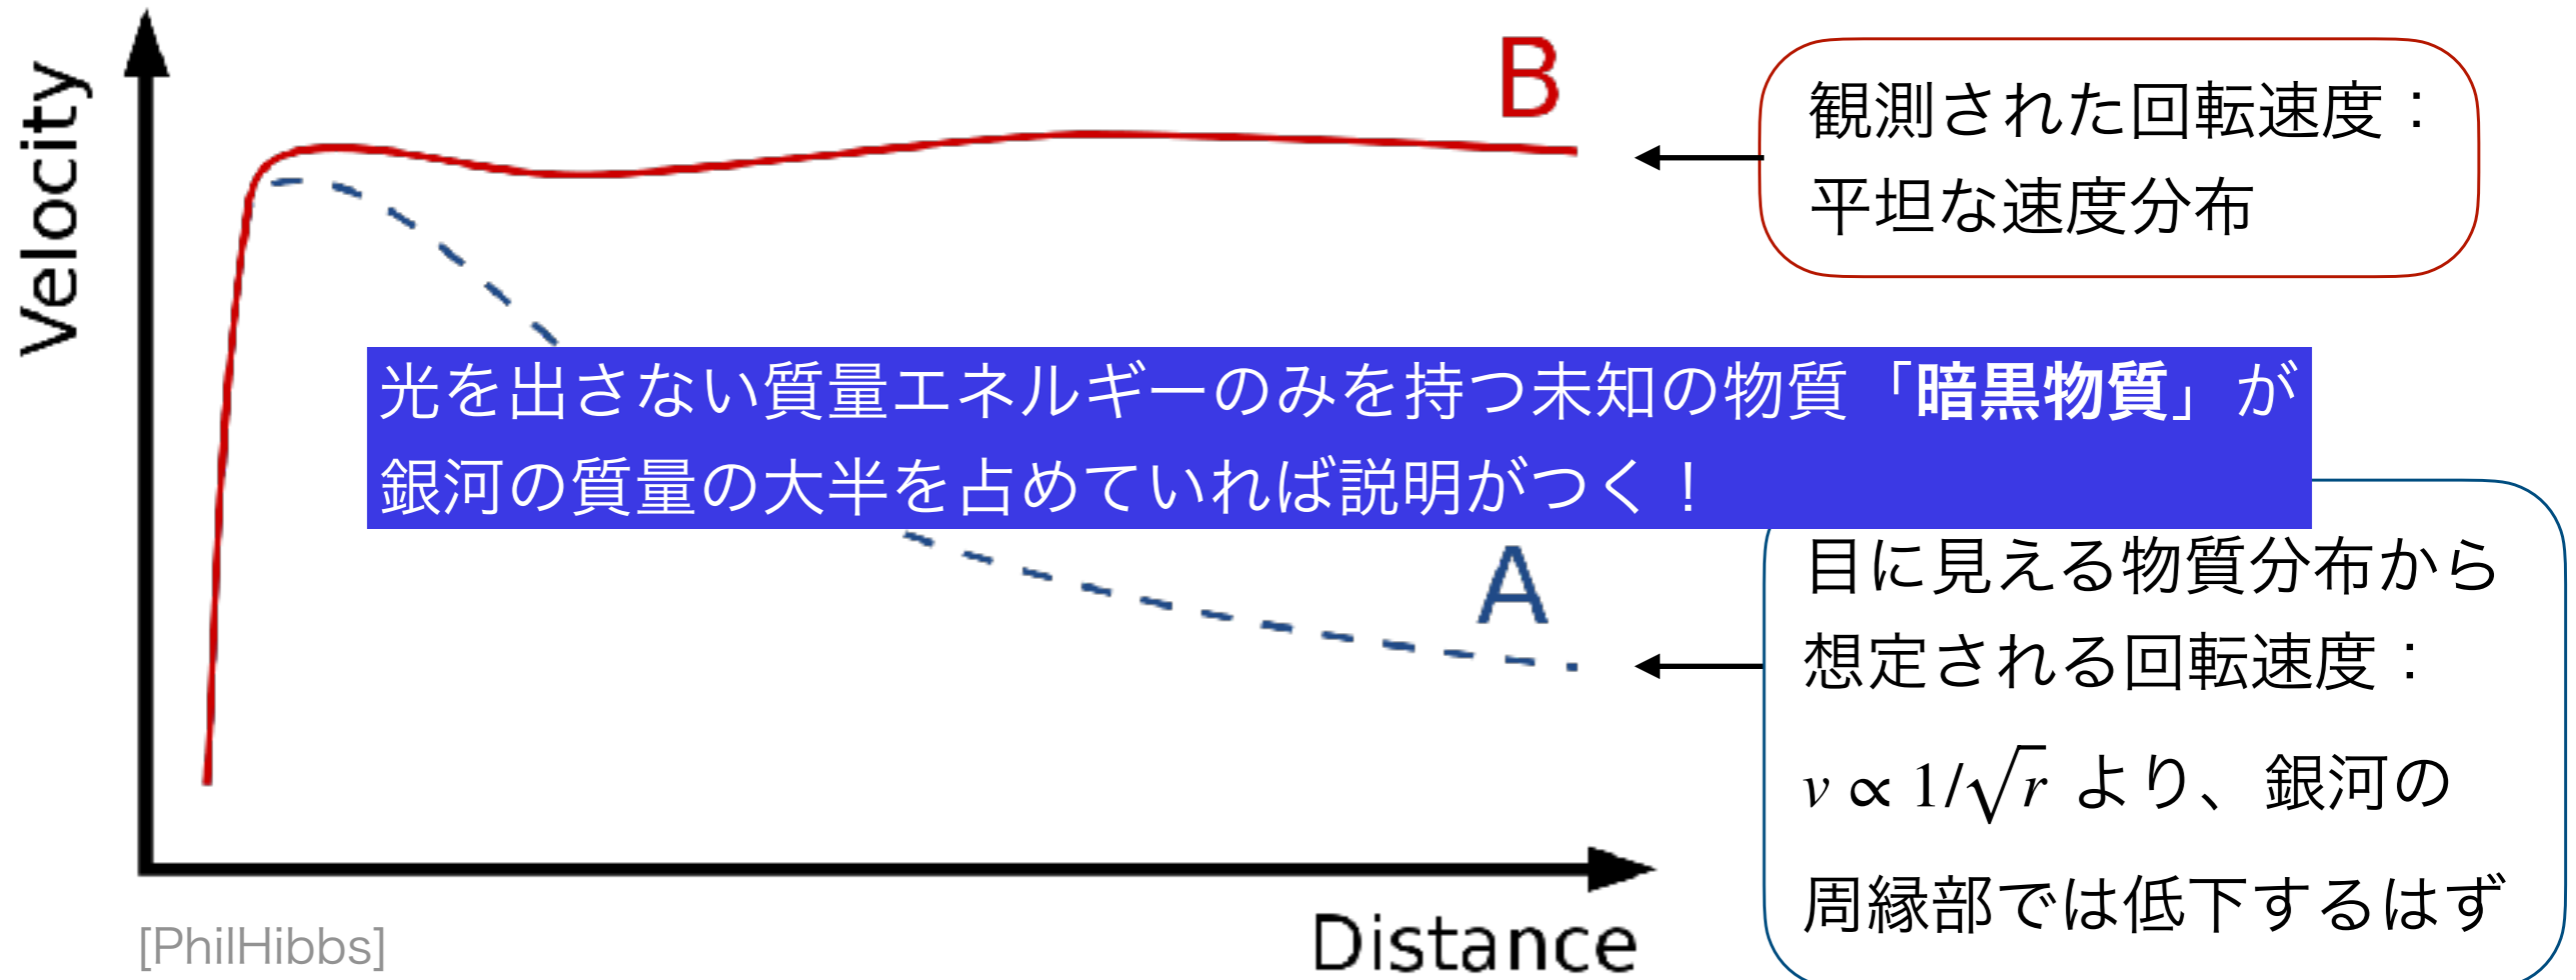 Velocity
B
観測された回転速度：
平坦な速度分布
光を出さない質量エネルギーのみを持つ未知の物質「暗黒物質」が
銀河の質量の大半を占めていれば説明がつく！
A
目に見える物質分布から
想定される回転速度：
v ∝ 1/√r より、銀河の
周縁部では低下するはず
Distance
[PhilHibbs]